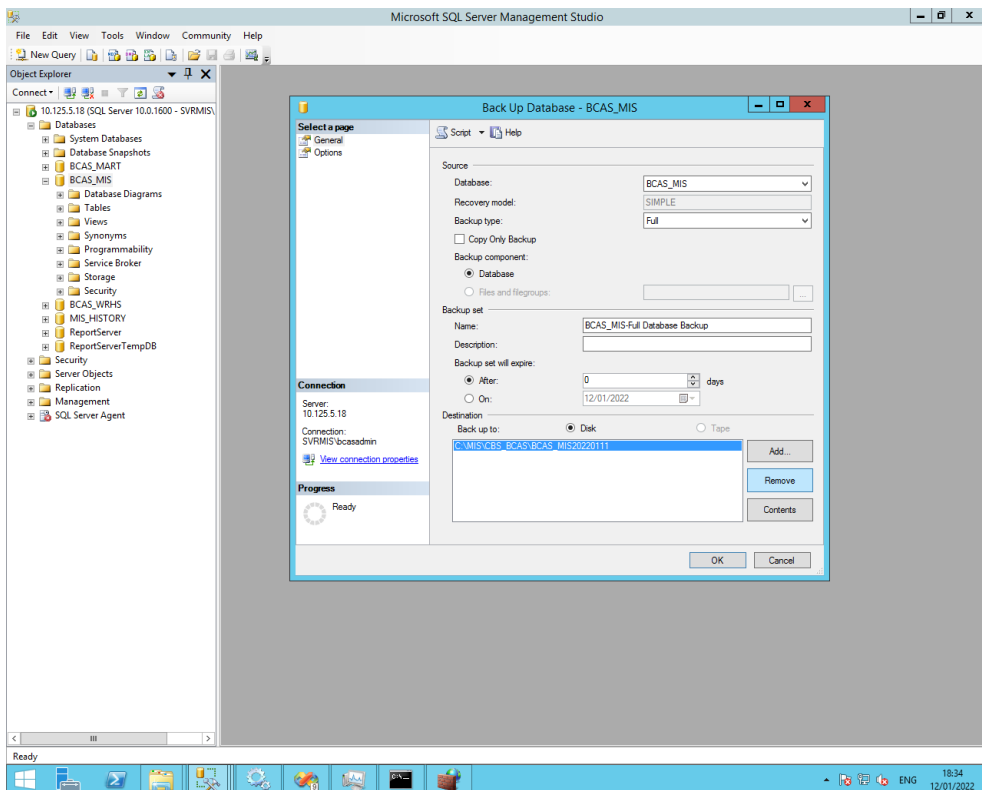 Microsoft SQL Server Management Studio
File Edit View Tools Window Community Help
New Query
Object Explorer
Connect
10.125.5.18 (SQL Server 10.0.1600 - SVRMIS\
Databases
System Databases
Database Snapshots
BCAS_MART
BCAS_MIS
Database Diagrams
Tables
Views
Synonyms
Programmability
Service Broker
Storage
Security
BCAS_WRHS
MIS_HISTORY
ReportServer
ReportServerTempDB
Security
Server Objects
Replication
Management
SQL Server Agent
Back Up Database - BCAS_MIS
Select a page
General
Options
Script Help
Source
Database: BCAS_MIS
Recovery model: SIMPLE
Backup type: Full
Copy Only Backup
Backup component:
Database
Files and filegroups: ...
Backup set
Name: BCAS_MIS-Full Database Backup
Description:
Backup set will expire:
After: 0 days
On: 12/01/2022
Destination
Back up to: Disk Tape
C:\MIS\CBS_BCAS\BCAS_MIS20220111
Add...
Remove
Contents
Connection
Server:
10.125.5.18
Connection:
SVRMIS\bcasadmin
View connection properties
Progress
Ready
OK Cancel
Ready
ENG
18:34
12/01/2022